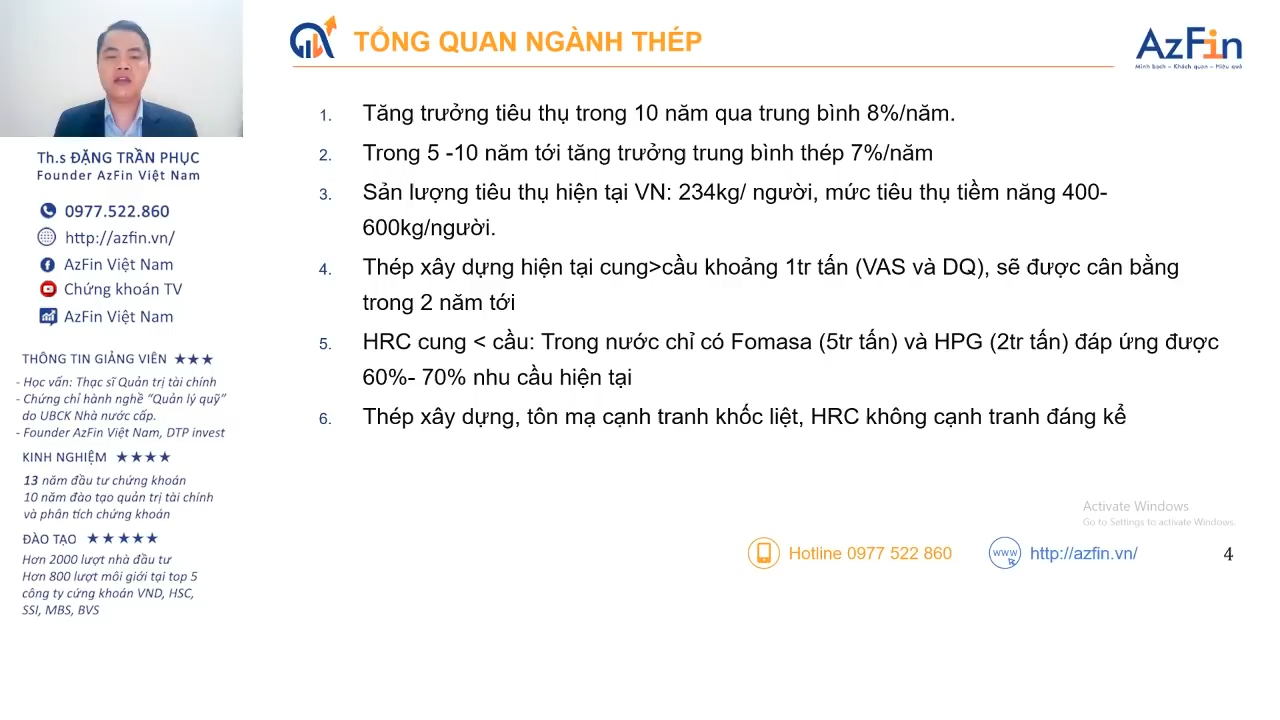 TỔNG QUAN NGÀNH THÉP
AzFin
Minh bạch – Khách quan – Hiệu quả
1. Tăng trưởng tiêu thụ trong 10 năm qua trung bình 8%/năm.
2. Trong 5 -10 năm tới tăng trưởng trung bình thép 7%/năm
3. Sản lượng tiêu thụ hiện tại VN: 234kg/ người, mức tiêu thụ tiềm năng 400-
600kg/người.
4. Thép xây dựng hiện tại cung>cầu khoảng 1tr tấn (VAS và DQ), sẽ được cân bằng
trong 2 năm tới
5. HRC cung < cầu: Trong nước chỉ có Fomasa (5tr tấn) và HPG (2tr tấn) đáp ứng được
60%- 70% nhu cầu hiện tại
6. Thép xây dựng, tôn mạ cạnh tranh khốc liệt, HRC không cạnh tranh đáng kể
Th.s ĐẶNG TRẦN PHỤC
Founder AzFin Việt Nam
0977.522.860
http://azfin.vn/
AzFin Việt Nam
Chứng khoán TV
AzFin Việt Nam
THÔNG TIN GIẢNG VIÊN ★★★
- Học vấn: Thạc sĩ Quản trị tài chính
- Chứng chỉ hành nghề “Quản lý quỹ”
do UBCK Nhà nước cấp.
- Founder AzFin Việt Nam, DTP invest
KINH NGHIỆM ★★★★
13 năm đầu tư chứng khoán
10 năm đào tạo quản trị tài chính
và phân tích chứng khoán
ĐÀO TẠO ★★★★★
Hơn 2000 lượt nhà đầu tư
Hơn 800 lượt môi giới tại top 5
công ty cứng khoán VND, HSC,
SSI, MBS, BVS
Activate Windows
Go to Settings to activate Windows.
Hotline 0977 522 860
www http://azfin.vn/
4